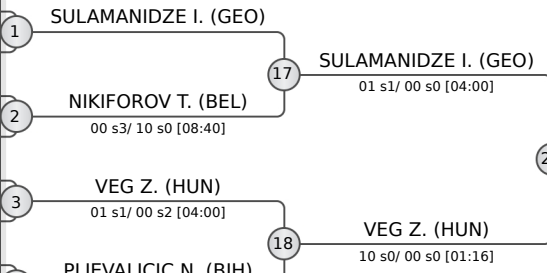 SULAMANIDZE I. (GEO)
1
17
SULAMANIDZE I. (GEO)
01 s1/ 00 s0 [04:00]
NIKIFOROV T. (BEL)
2
00 s3/ 10 s0 [08:40]
VEG Z. (HUN)
3
01 s1/ 00 s2 [04:00]
18
VEG Z. (HUN)
10 s0/ 00 s0 [01:16]
PLJEVALJCIC N. (BIH)